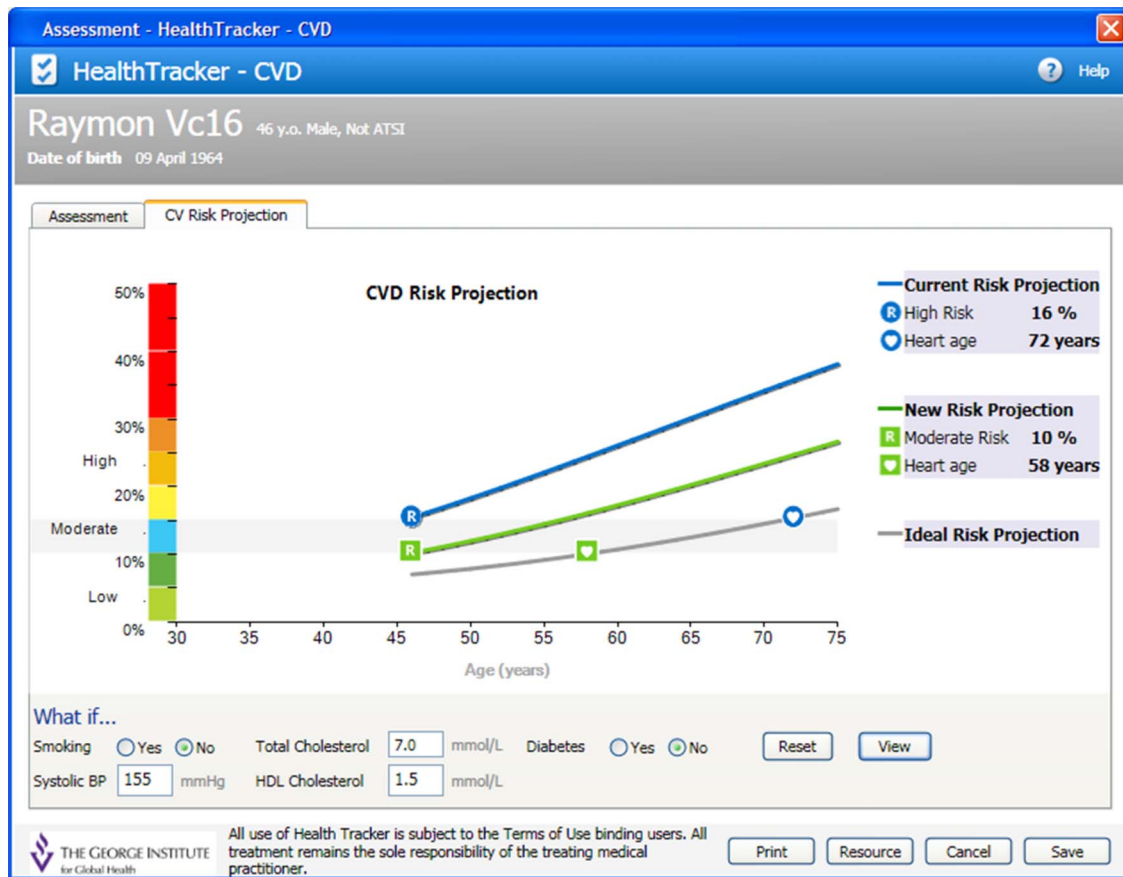 Assessment - HealthTracker - CVD
HealthTracker - CVD
? Help
Raymon Vc16 46 y.o. Male, Not ATSI
Date of birth 09 April 1964
Assessment CV Risk Projection
CVD Risk Projection
50%
40%
30%
High .
20%
Moderate .
10%
Low .
0%
30 35 40 45 50 55 60 65 70 75
Age (years)
R
R
Current Risk Projection
R High Risk 16 %
Heart age 72 years
New Risk Projection
R Moderate Risk 10 %
Heart age 58 years
Ideal Risk Projection
What if...
Smoking Yes No Total Cholesterol 7.0 mmol/L Diabetes Yes No Reset View
Systolic BP 155 mmHg HDL Cholesterol 1.5 mmol/L
THE GEORGE INSTITUTE
for Global Health
All use of Health Tracker is subject to the Terms of Use binding users. All
treatment remains the sole responsibility of the treating medical
practitioner.
Print Resource Cancel Save